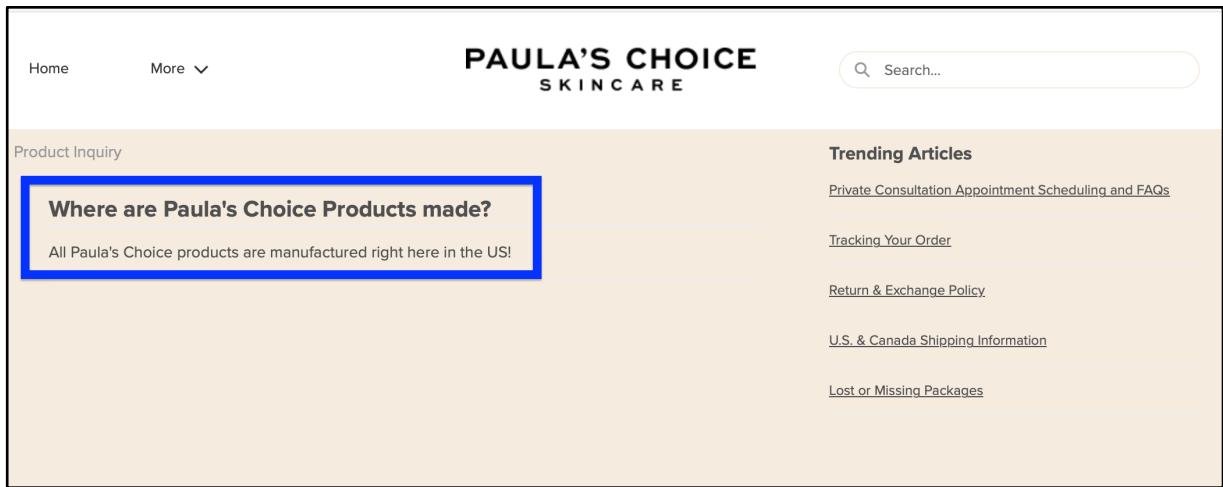 Home
More
PAULA'S CHOICE
SKINCARE
Search...
Product Inquiry
Where are Paula's Choice Products made?
All Paula's Choice products are manufactured right here in the US!
Trending Articles
Private Consultation Appointment Scheduling and FAQs
Tracking Your Order
Return & Exchange Policy
U.S. & Canada Shipping Information
Lost or Missing Packages